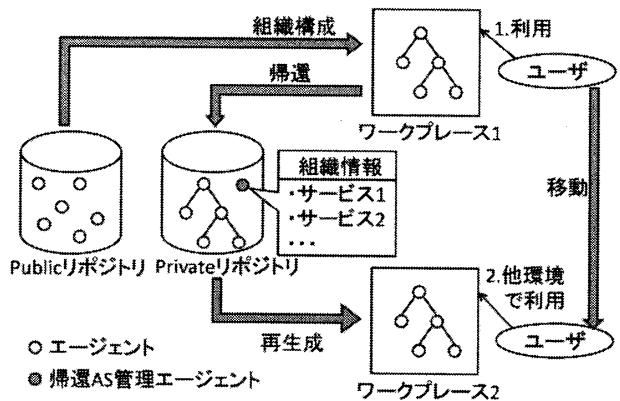 組織構成
1.利用
帰還
ユーザ
ワークプレース1
組織情報
・サービス1
・サービス2
・・・
移動
Publicリポジトリ
Privateリポジトリ
2.他環境
で利用
再生成
ユーザ
エージェント
帰還AS管理エージェント
ワークプレース2